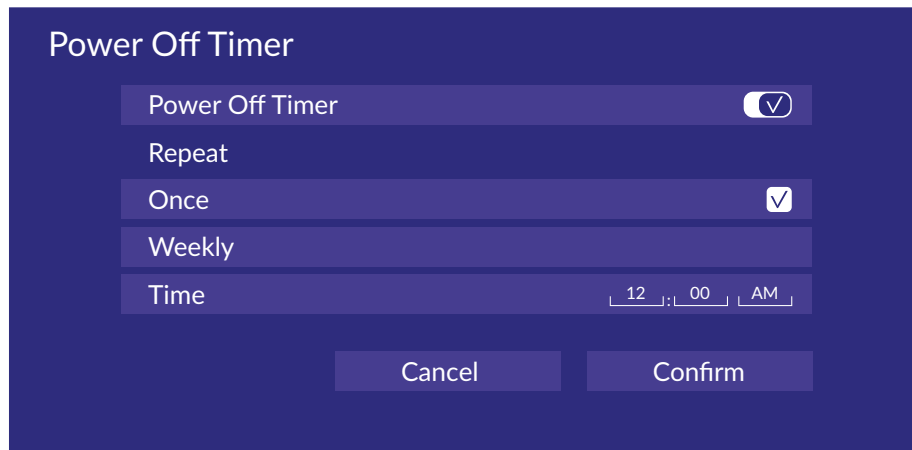 Power Off Timer
Power Off Timer
Repeat
Once
Weekly
Time 12 : 00 AM
Cancel Confirm